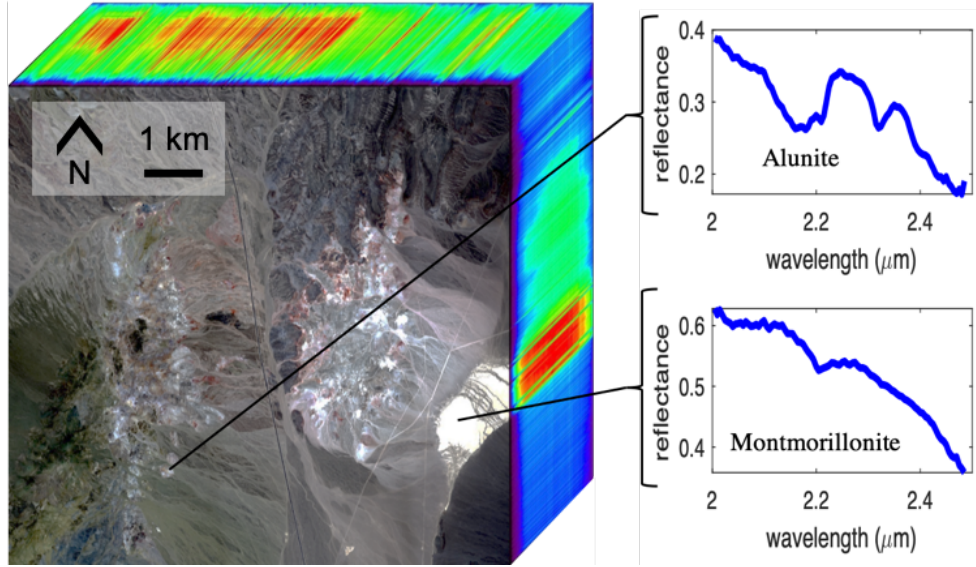 1 km
N
0.4
0.3
0.2
reflectance
Alunite
2
2.2
2.4
wavelength (μm)
0.6
0.5
0.4
reflectance
Montmorillonite
2
2.2
2.4
wavelength (μm)